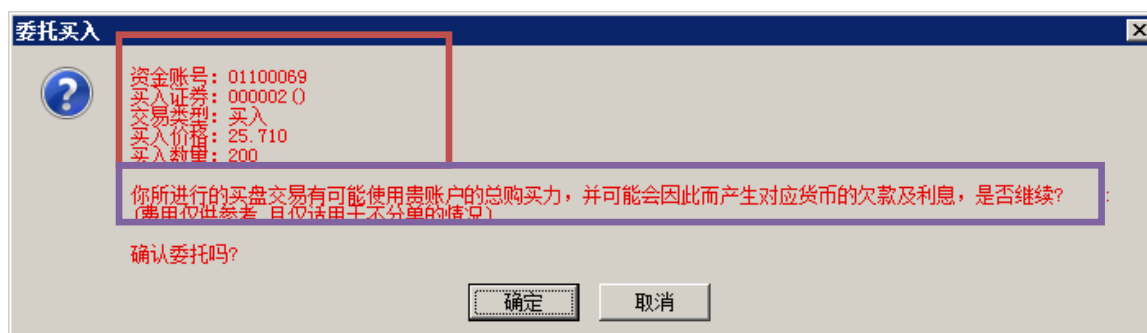 委托买入
资金账号：01100069
买入证券：000002()
交易类型：买入
买入价格：25.710
买入数量：200
你所进行的买盘交易有可能使用贵账户的总购买力，并可能会因此而产生对应货币的欠款及利息，是否继续？
(费用仅供参考,且仅适用于不分单的情况)
确认委托吗？
确定
取消